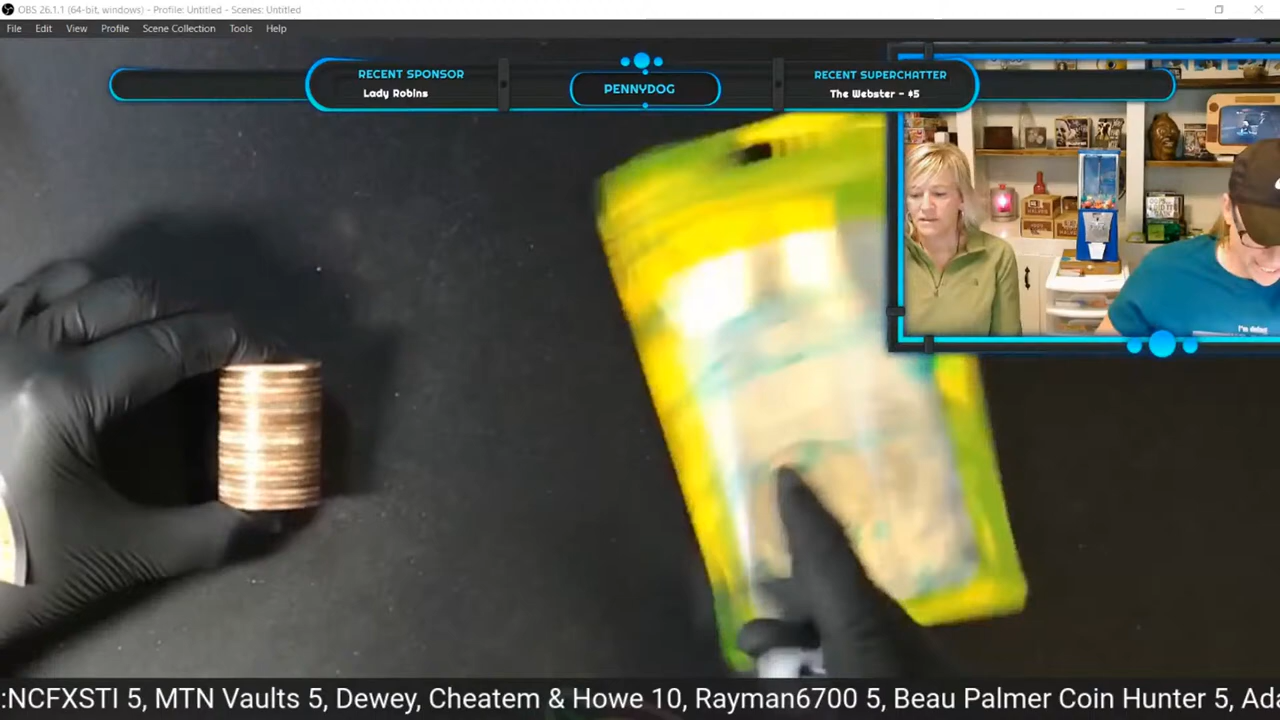 OBS 26.1.1 (64-bit, windows) - Profile: Untitled - Scenes: Untitled
File Edit View Profile Scene Collection Tools Help
RECENT SPONSOR
Lady Robins
PENNYDOG
RECENT SUPERCHATTER
The Webster - $5
I'm doing
:NCFXSTI 5, MTN Vaults 5, Dewey, Cheatem & Howe 10, Rayman6700 5, Beau Palmer Coin Hunter 5, Ada